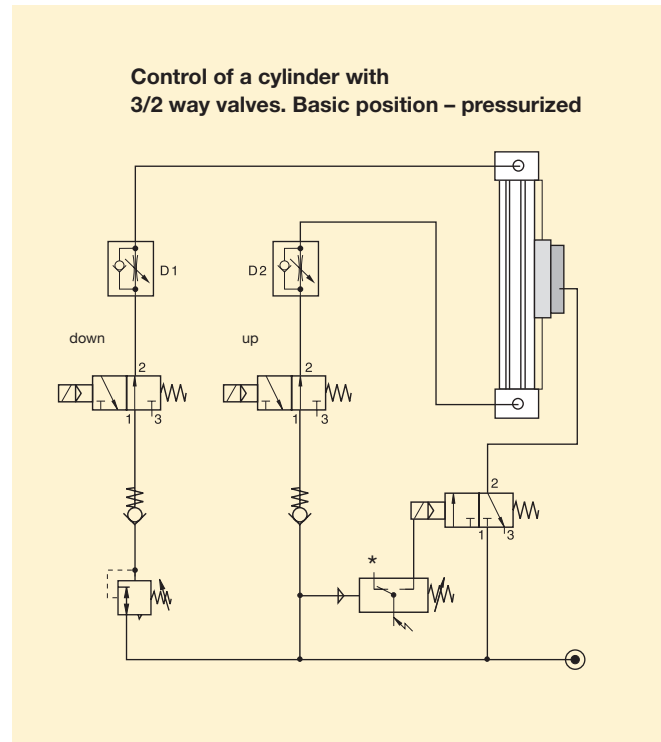 Control of a cylinder with
3/2 way valves. Basic position – pressurized
D1
D2
down
up
2
2
1
3
1
3
2
1
3
*